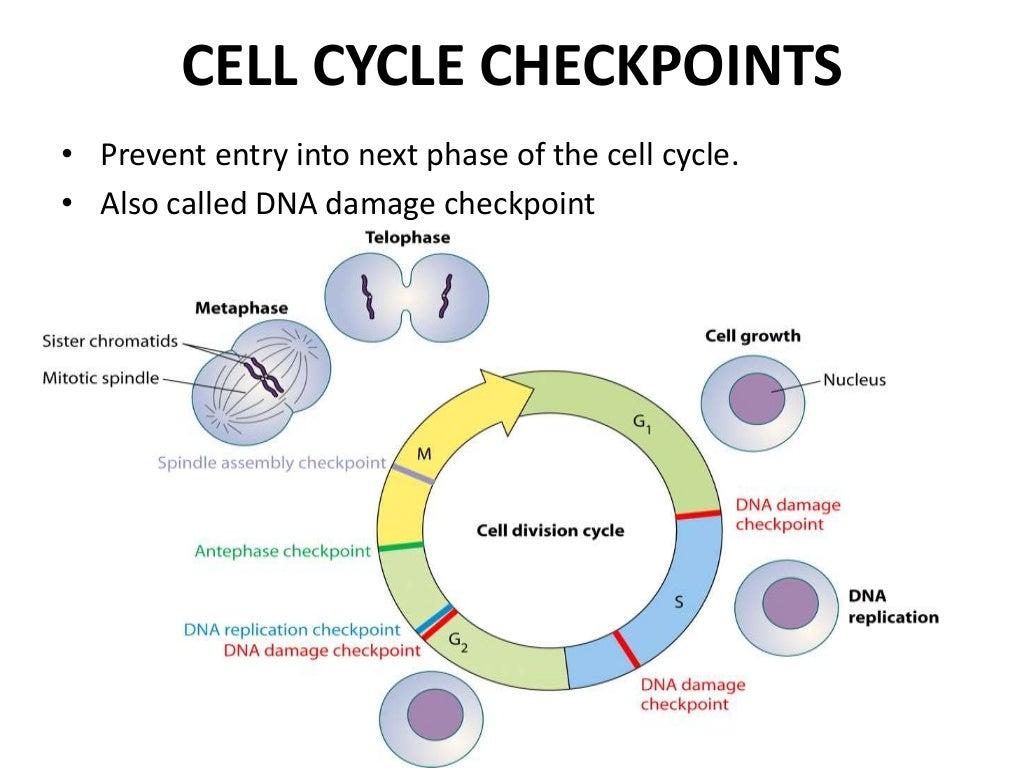 CELL CYCLE CHECKPOINTS
• Prevent entry into next phase of the cell cycle.
• Also called DNA damage checkpoint
Telophase
Metaphase
Sister chromatids
Mitotic spindle
Cell growth
Nucleus
G1
M
Spindle assembly checkpoint
DNA damage
checkpoint
Cell division cycle
Antephase checkpoint
S
DNA
replication
DNA replication checkpoint
DNA damage checkpoint
G2
DNA damage
checkpoint